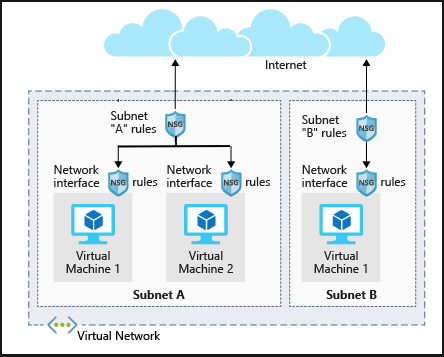 Internet
Subnet
"A" rules
NSG
Subnet
"B" rules
NSG
Network
interface
NSG
rules
Network
interface
NSG
rules
Network
interface
NSG
rules
Virtual
Machine 1
Virtual
Machine 2
Virtual
Machine 1
Subnet A
Subnet B
Virtual Network